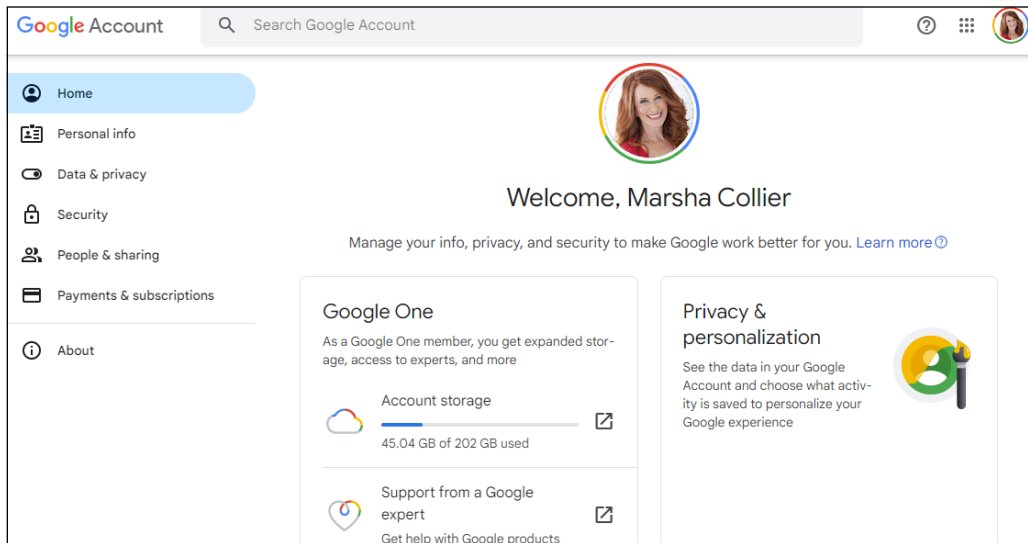 Google Account
Search Google Account
Home
Personal info
Data & privacy
Security
People & sharing
Payments & subscriptions
About
Welcome, Marsha Collier
Manage your info, privacy, and security to make Google work better for you. Learn more
Google One
As a Google One member, you get expanded stor-
age, access to experts, and more
Account storage
45.04 GB of 202 GB used
Support from a Google
expert
Get help with Google products
Privacy &
personalization
See the data in your Google
Account and choose what activ-
ity is saved to personalize your
Google experience